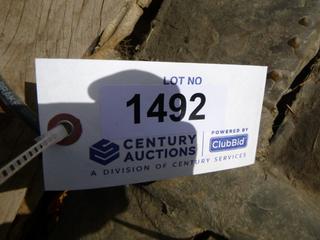 LOT NO
1492
CENTURY AUCTIONS
POWERED BY
ClubBid
A DIVISION OF CENTURY SERVICES